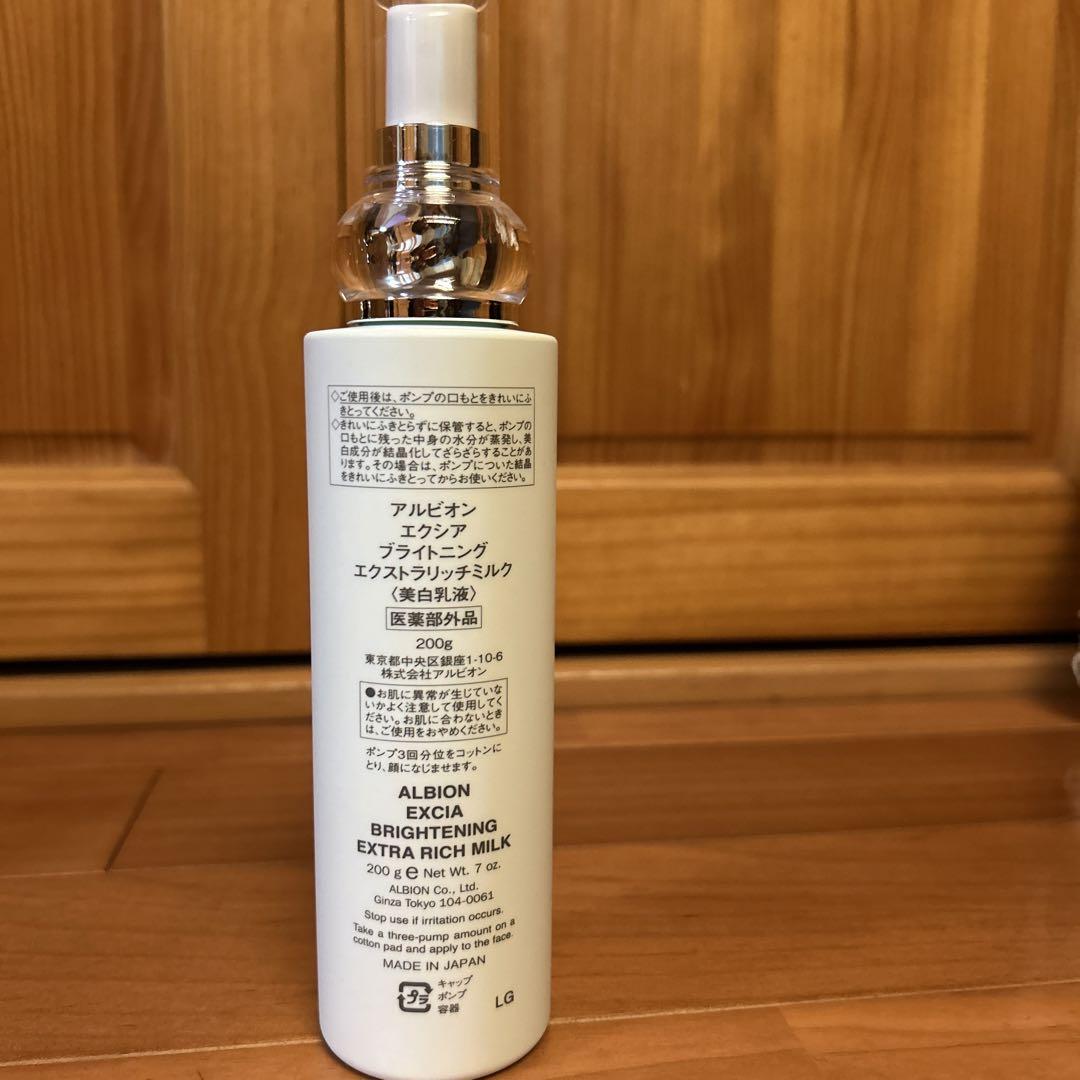 ◇ご使用後は、ポンプの口もとをきれいにふ
きとってください。
◇きれいにふきとらずに保管すると、ポンプの
口もとに残った中身の水分が蒸発し、美
白成分が結晶化してざらざらすることがあ
ります。その場合は、ポンプについた結晶
をきれいにふきとってからお使いください。
アルビオン
エクシア
ブライトニング
エクストラリッチミルク
〈美白乳液〉
医薬部外品
200g
東京都中央区銀座1-10-6
株式会社アルビオン
●お肌に異常が生じていな
いかよく注意して使用してく
ださい。お肌に合わないとき
は、ご使用をおやめください。
ポンプ3回分位をコットンに
とり、顔になじませます。
ALBION
EXCIA
BRIGHTENING
EXTRA RICH MILK
200 g ℮ Net Wt. 7 oz.
ALBION Co., Ltd.
Ginza Tokyo 104-0061
Stop use if irritation occurs.
Take a three-pump amount on a
cotton pad and apply to the face.
MADE IN JAPAN
プラ
キャップ
ポンプ
容器
LG